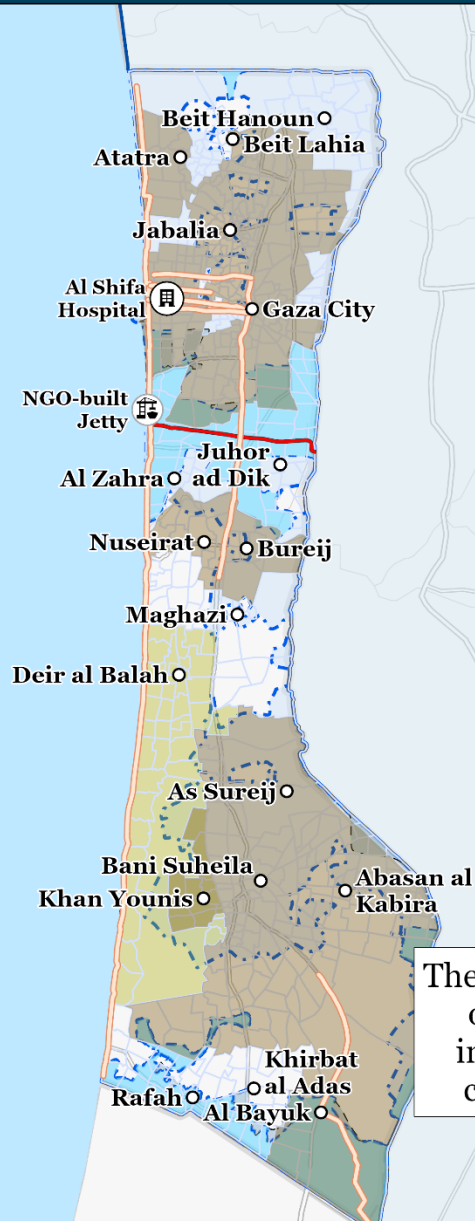 Beit Hanoun
Beit Lahia
Atatra
Jabalia
Al Shifa
Hospital
Gaza City
NGO-built
Jetty
Juhor
ad Dik
Al Zahra
Nuseirat
Bureij
Maghazi
Deir al Balah
As Sureij
Bani Suheila
Khan Younis
Abasan al
Kabira
The
Khirbat
al Adas
Rafah
Al Bayuk